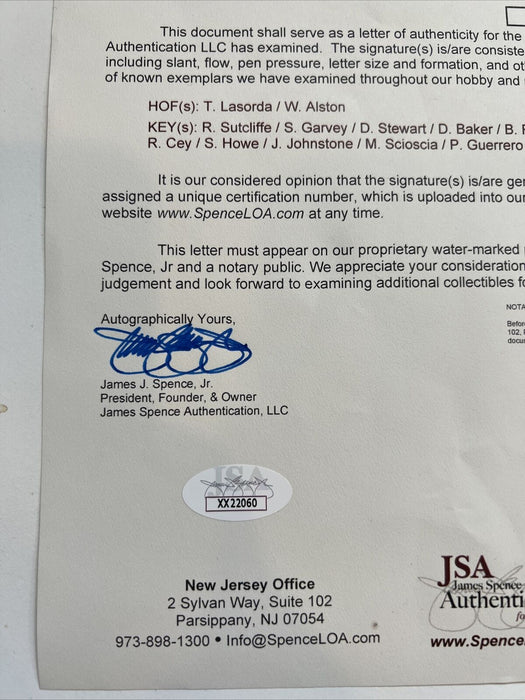 This document shall serve as a letter of authenticity for the
Authentication LLC has examined. The signature(s) is/are consiste
including slant, flow, pen pressure, letter size and formation, and ot
of known exemplars we have examined throughout our hobby and
HOF(s): T. Lasorda / W. Alston
KEY(s): R. Sutcliffe / S. Garvey / D. Stewart / D. Baker / B. R
R. Cey / S. Howe / J. Johnstone / M. Scioscia / P. Guerrero
It is our considered opinion that the signature(s) is/are gen
assigned a unique certification number, which is uploaded into our
website www.SpenceLOA.com at any time.
This letter must appear on our proprietary water-marked
Spence, Jr and a notary public. We appreciate your consideration
judgement and look forward to examining additional collectibles fo
NOTA
Before
102,
docu
Autographically Yours,
James J. Spence, Jr.
President, Founder, & Owner
James Spence Authentication, LLC
JSA
XX22060
New Jersey Office
2 Sylvan Way, Suite 102
Parsippany, NJ 07054
973-898-1300 • Info@SpenceLOA.com
JSA
James Spence
Authenti
fo
www.Spence